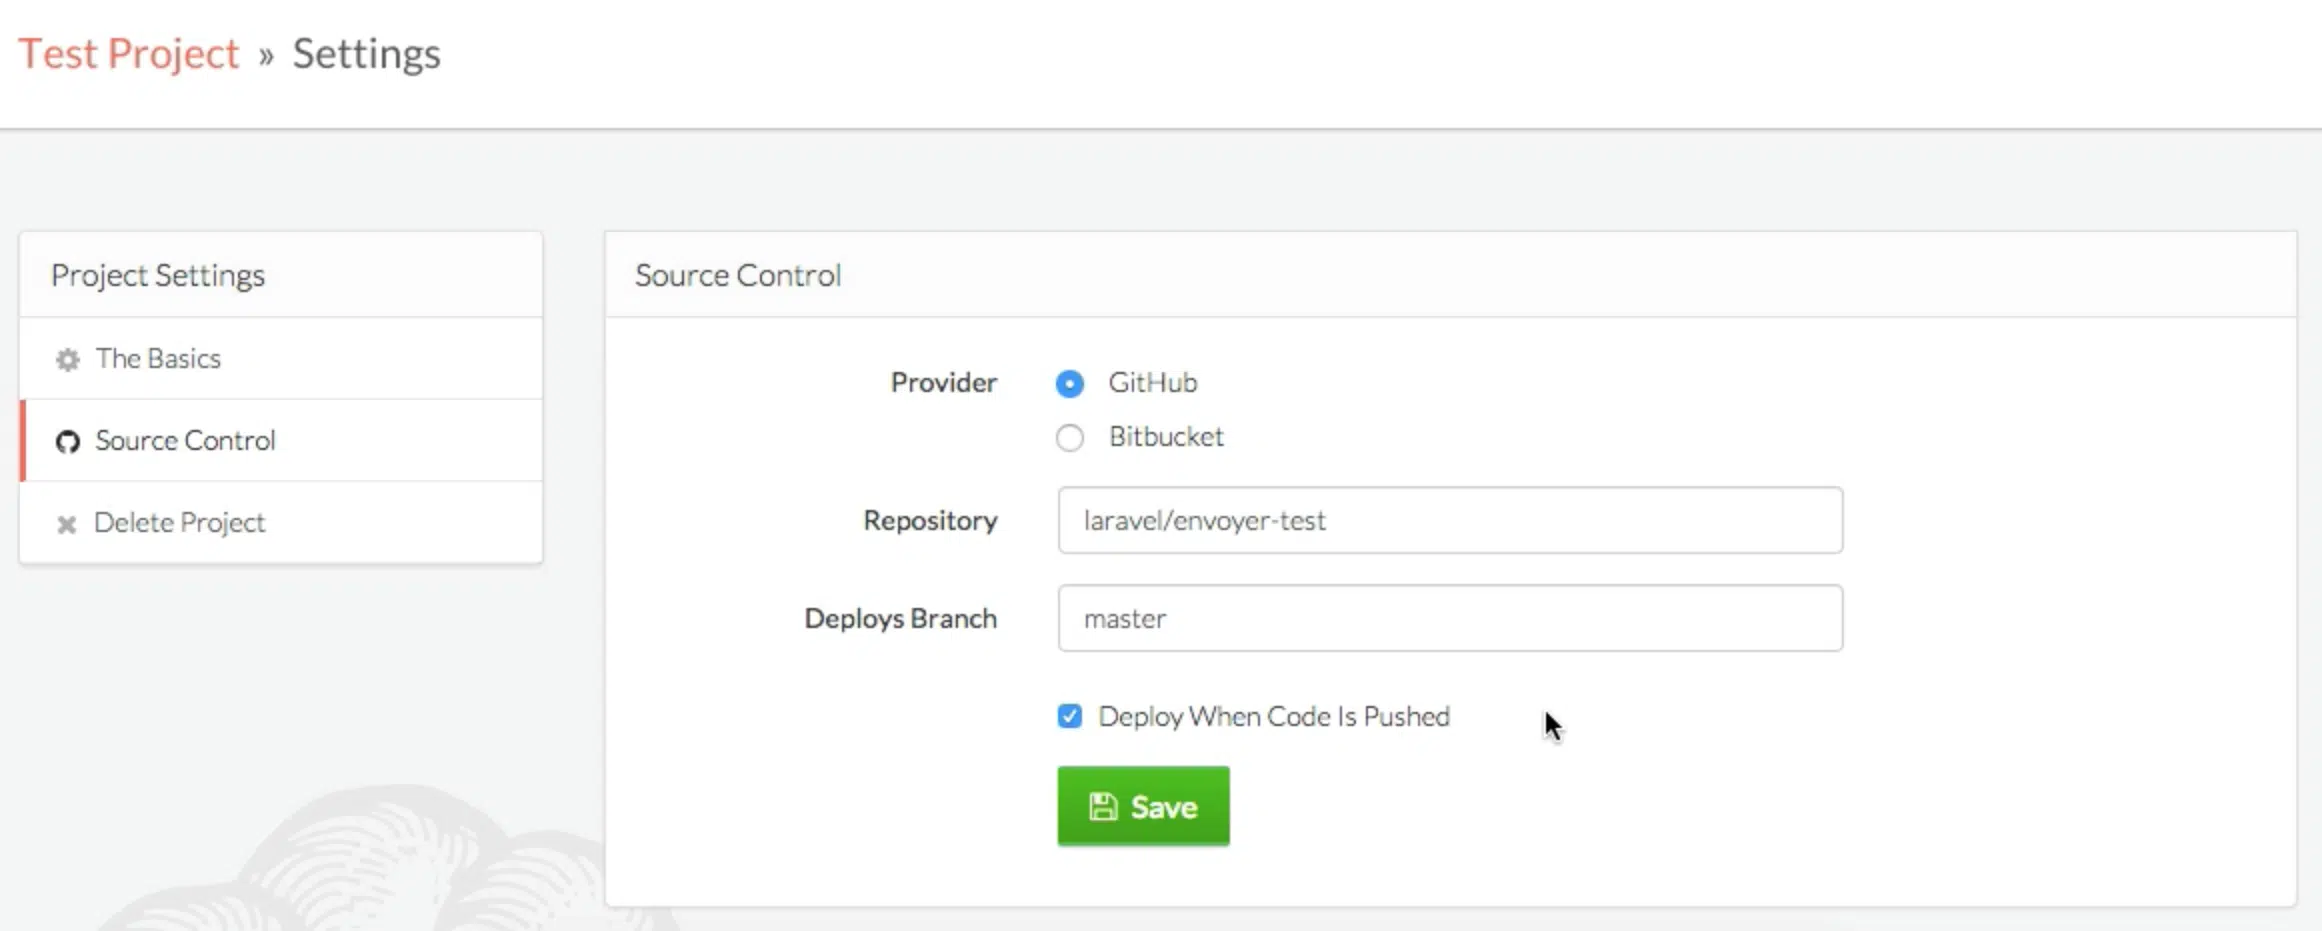 Test Project » Settings
Project Settings
The Basics
Source Control
Delete Project
Source Control
Provider
GitHub
Bitbucket
Repository
laravel/envoyer-test
Deploys Branch
master
Deploy When Code Is Pushed
Save